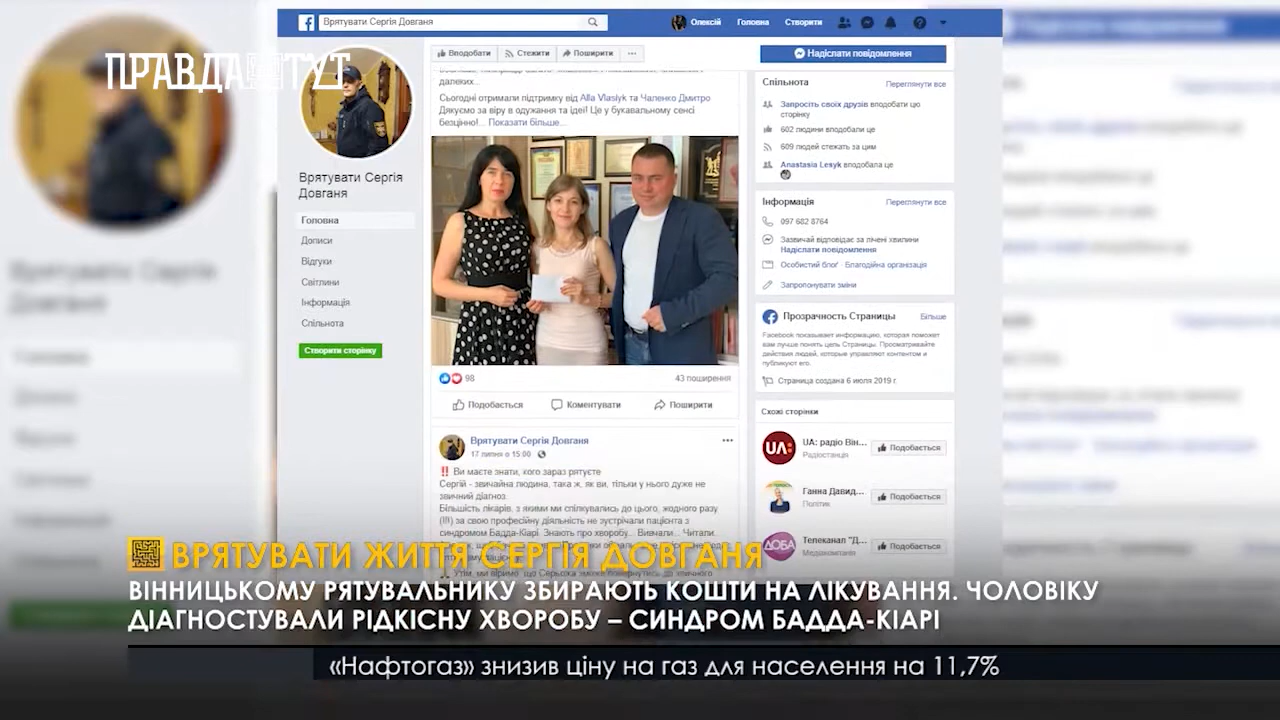 ПРАВДА ТУТ
Врятувати Сергія Довганя
Олексій
Головна
Створити
Вподобати
Стежити
Поширити
Надіслати повідомлення
Врятувати Сергія
Довганя
Головна
Дописи
Відгуки
Світлини
Інформація
Спільнота
Створити сторінку
далеких...
Сьогодні отримали підтримку від Alla Vlaslyk та Чаленко Дмитро
Дякуємо за віру в одужання та ідеї! Це у букавальному сенсі
безцінно!... Показати більше...
98
43 поширення
Подобається
Коментувати
Поширити
Врятувати Сергія Довганя
17 липня о 15:00
‼ Ви маєте знати, кого зараз рятуєте
Сергій - звичайна людина, така ж, як ви, тільки у нього дуже не
звичний діагноз.
Більшість лікарів, з якими ми спілкувались до цього, жодного разу
(!!!) за свою професійну діяльність не зустрічали пацієнта з
синдромом Бадда-Кіарі. Знають про хворобу... Вивчали... Читали.
Спільнота
Переглянути все
Запросіть своїх друзів вподобати цю
сторінку
602 людини вподобали це
609 людей стежать за цим
Anastasia Lesyk вподобала це
Інформація
Переглянути все
097 682 8764
Зазвичай відповідає за лічені хвилини
Надіслати повідомлення
Особистий блоґ · Благодійна організація
Запропонувати зміни
Прозрачность Страницы
Більше
Facebook показывает информацию, которая поможет
вам лучше понять цель Страницы. Просматривайте
действия людей, которые управляют контентом и
публикуют его.
Страница создана 6 июля 2019 г.
Схожі сторінки
UA:
UA: радіо Він...
Радіостанція
Подобається
Ганна Давид...
Політик
Подобається
ДОБА
Телеканал "Д...
Медіакомпанія
Подобається
ВРЯТУВАТИ ЖИТТЯ СЕРГІЯ ДОВГАНЯ
ВІННИЦЬКОМУ РЯТУВАЛЬНИКУ ЗБИРАЮТЬ КОШТИ НА ЛІКУВАННЯ. ЧОЛОВІКУ
ДІАГНОСТУВАЛИ РІДКІСНУ ХВОРОБУ – СИНДРОМ БАДДА-КІАРІ
«Нафтогаз» знизив ціну на газ для населення на 11,7%